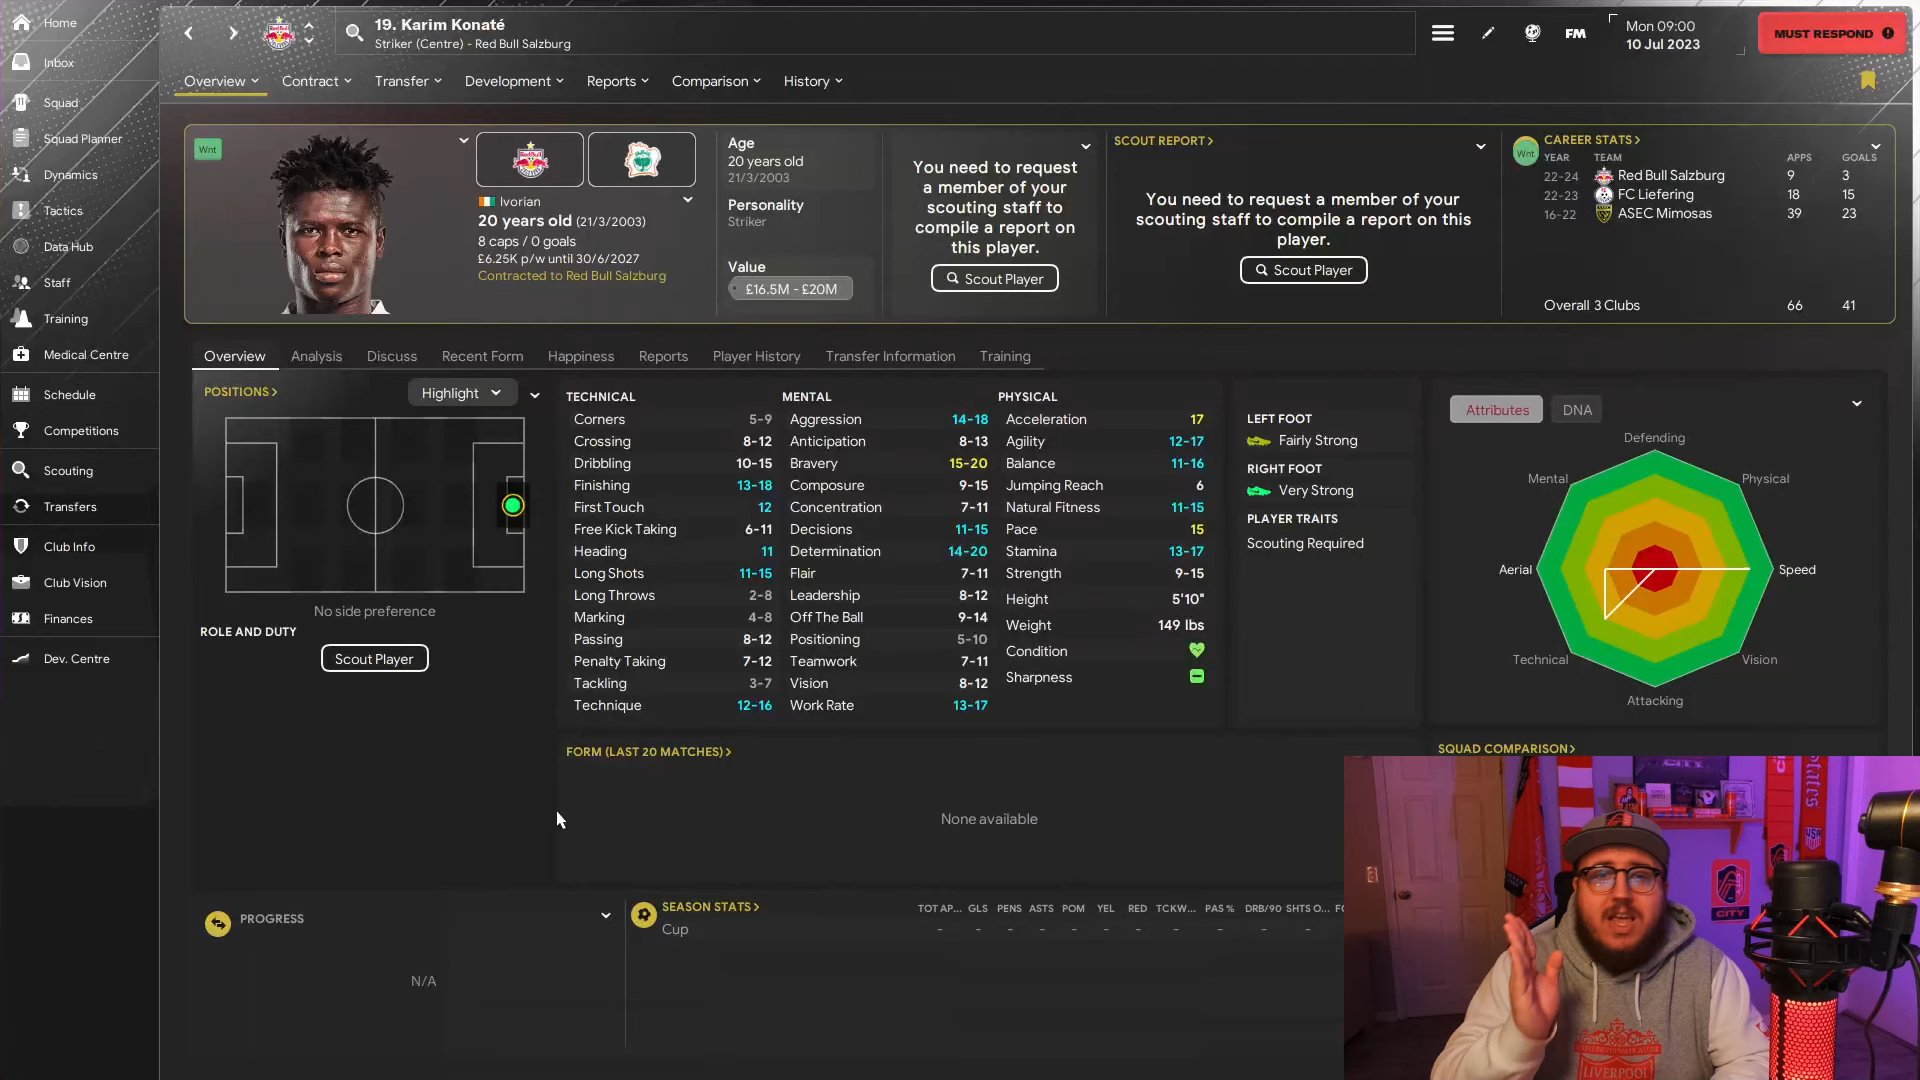 Home
Inbox
Squad
Squad Planner
Dynamics
Tactics
Data Hub
Staff
Training
Medical Centre
Schedule
Competitions
Scouting
Transfers
Club Info
Club Vision
Finances
Dev. Centre
19. Karim Konaté
Striker (Centre) - Red Bull Salzburg
FM
Mon 09:00
10 Jul 2023
MUST RESPOND
Overview
Contract
Transfer
Development
Reports
Comparison
History
Wnt
Ivorian
20 years old (21/3/2003)
8 caps / 0 goals
£6.25K p/w until 30/6/2027
Contracted to Red Bull Salzburg
Age
20 years old
21/3/2003
Personality
Striker
Value
£16.5M - £20M
You need to request
a member of your
scouting staff to
compile a report on
this player.
Scout Player
SCOUT REPORT >
You need to request a member of your
scouting staff to compile a report on this
player.
Scout Player
Wnt
CAREER STATS >
YEAR TEAM APPS GOALS
22-24 Red Bull Salzburg 9 3
22-23 FC Liefering 18 15
16-22 ASEC Mimosas 39 23
Overall 3 Clubs 66 41
Overview Analysis Discuss Recent Form Happiness Reports Player History Transfer Information Training
POSITIONS >
Highlight
No side preference
ROLE AND DUTY
Scout Player
TECHNICAL
Corners 5-9
Crossing 8-12
Dribbling 10-15
Finishing 13-18
First Touch 12
Free Kick Taking 6-11
Heading 11
Long Shots 11-15
Long Throws 2-8
Marking 4-8
Passing 8-12
Penalty Taking 7-12
Tackling 3-7
Technique 12-16
MENTAL
Aggression 14-18
Anticipation 8-13
Bravery 15-20
Composure 9-15
Concentration 7-11
Decisions 11-15
Determination 14-20
Flair 7-11
Leadership 8-12
Off The Ball 9-14
Positioning 5-10
Teamwork 7-11
Vision 8-12
Work Rate 13-17
PHYSICAL
Acceleration 17
Agility 12-17
Balance 11-16
Jumping Reach 6
Natural Fitness 11-15
Pace 15
Stamina 13-17
Strength 9-15
Height 5'10"
Weight 149 lbs
Condition
Sharpness
LEFT FOOT
Fairly Strong
RIGHT FOOT
Very Strong
PLAYER TRAITS
Scouting Required
Attributes DNA
Defending
Mental
Physical
Aerial
Speed
Technical
Vision
Attacking
FORM (LAST 20 MATCHES) >
None available
SQUAD COMPARISON >
PROGRESS
N/A
SEASON STATS >
TOT AP... GLS PENS ASTS POM YEL RED TCKW... PAS % DRB/90 SHTS O...
Cup - - - - - - - - - - -
CITY
States
USA
CITY
LIVERPOOL